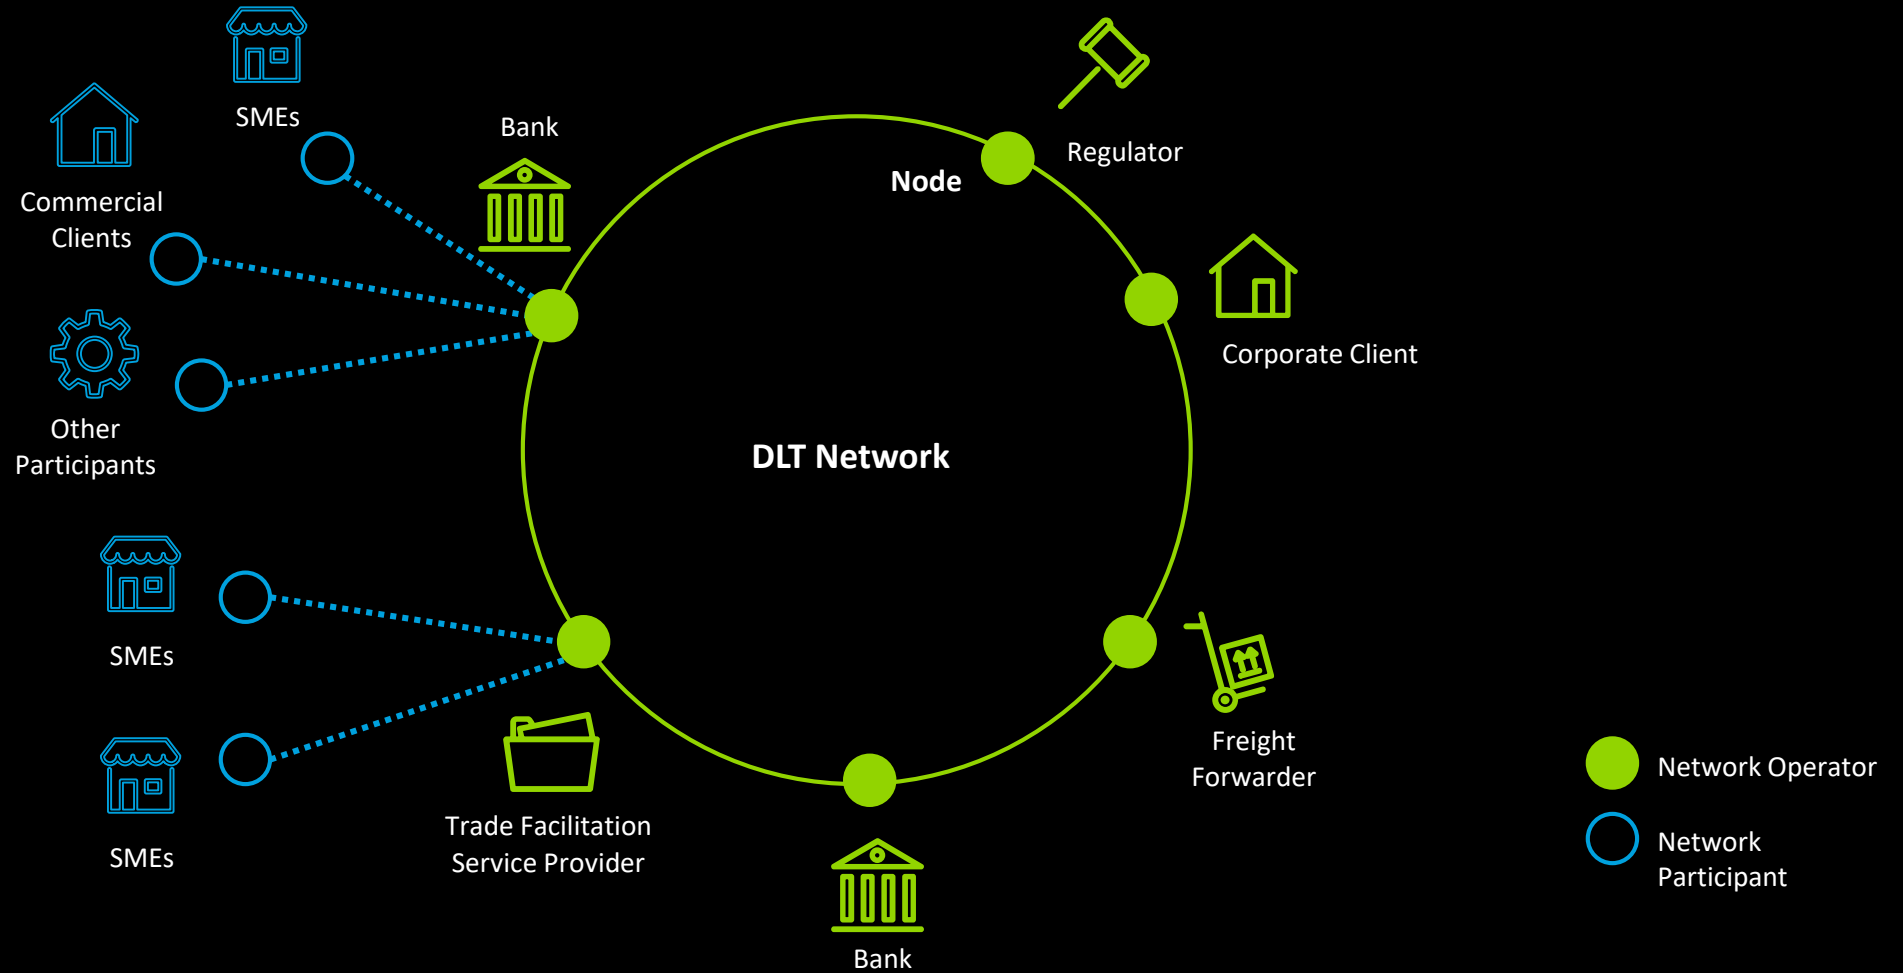 SMEs
Commercial
Clients
Bank
Other
Participants
SMEs
SMEs
Trade Facilitation
Service Provider
Node
Regulator
Corporate Client
DLT Network
Freight
Forwarder
Bank
Network Operator
Network
Participant